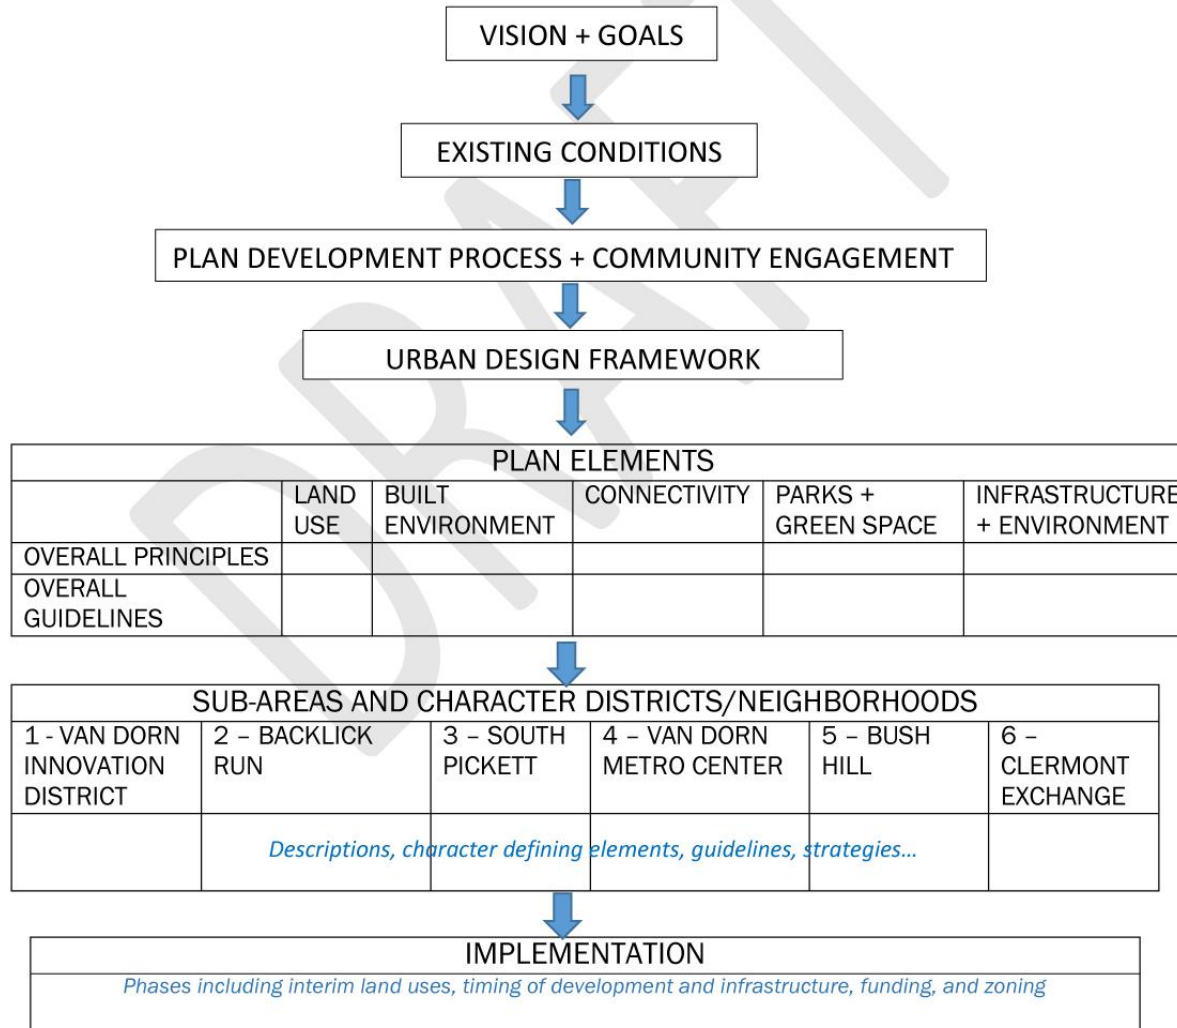 VISION + GOALS
EXISTING CONDITIONS
PLAN DEVELOPMENT PROCESS + COMMUNITY ENGAGEMENT
URBAN DESIGN FRAMEWORK
PLAN ELEMENTS
LAND
USE
BUILT
ENVIRONMENT
CONNECTIVITY
PARKS +
GREEN SPACE
INFRASTRUCTURE
+ ENVIRONMENT
OVERALL PRINCIPLES
OVERALL
GUIDELINES
SUB-AREAS AND CHARACTER DISTRICTS/NEIGHBORHOODS
1 - VAN DORN
INNOVATION
DISTRICT
2 – BACKLICK
RUN
3 – SOUTH
PICKETT
4 – VAN DORN
METRO CENTER
5 – BUSH
HILL
6 –
CLERMONT
EXCHANGE
Descriptions, character defining elements, guidelines, strategies...
IMPLEMENTATION
Phases including interim land uses, timing of development and infrastructure, funding, and zoning
DRAFT